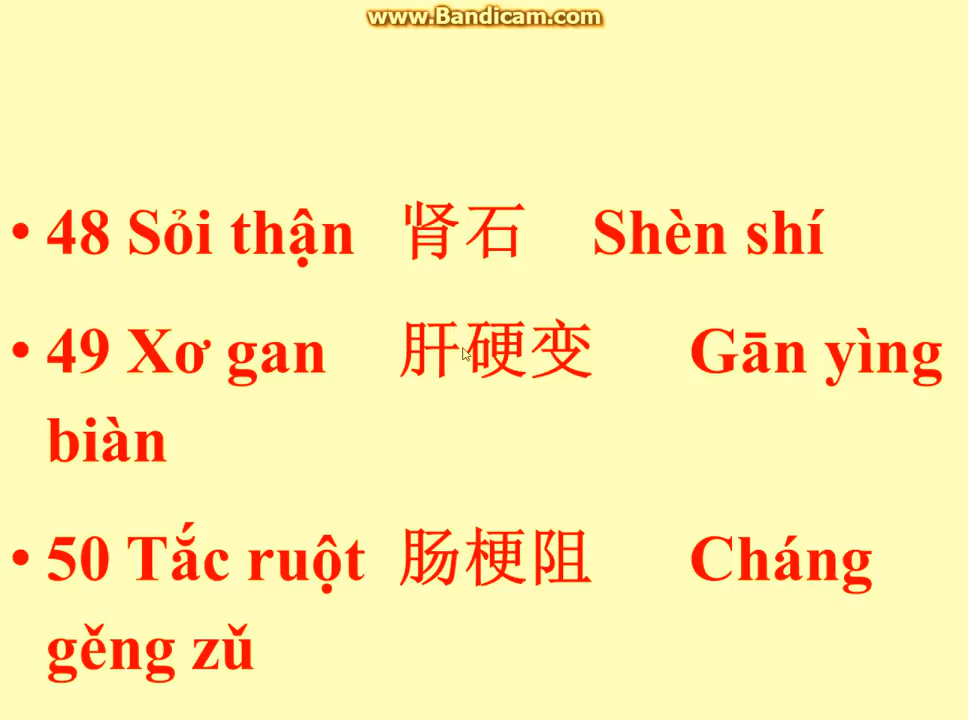 www.Bandicam.com
• 48 Sỏi thận 肾石 Shèn shí
• 49 Xơ gan 肝硬变 Gān yìng
biàn
• 50 Tắc ruột 肠梗阻 Cháng
gěng zǔ